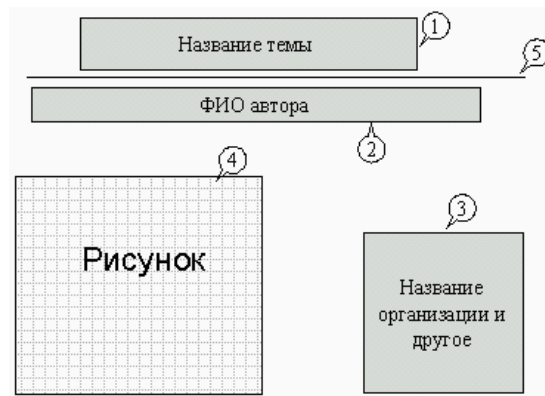 1
Название темы
5
ФИО автора
2
4
Рисунок
3
Название
организации и
другое